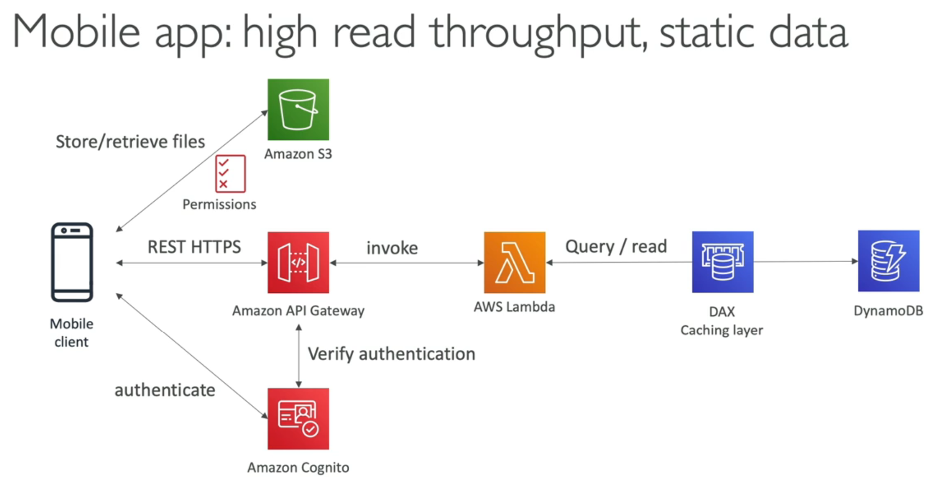 Mobile app: high read throughput, static data
Store/retrieve files
Amazon S3
Permissions
REST HTTPS
invoke
Query / read
Mobile
client
Amazon API Gateway
AWS Lambda
DAX
Caching layer
DynamoDB
Verify authentication
authenticate
Amazon Cognito